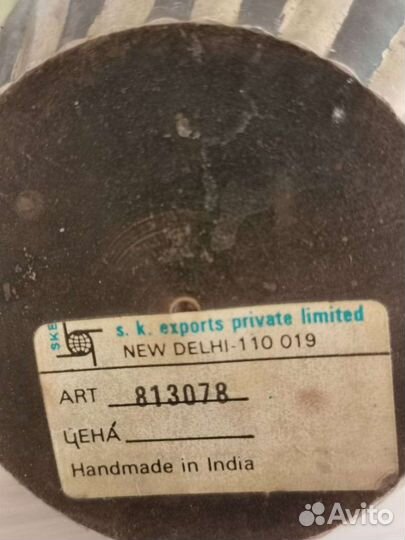 SKE
s. k. exports private limited
NEW DELHI-110 019
ART 813078
ЦЕНА́
Handmade in India
Avito